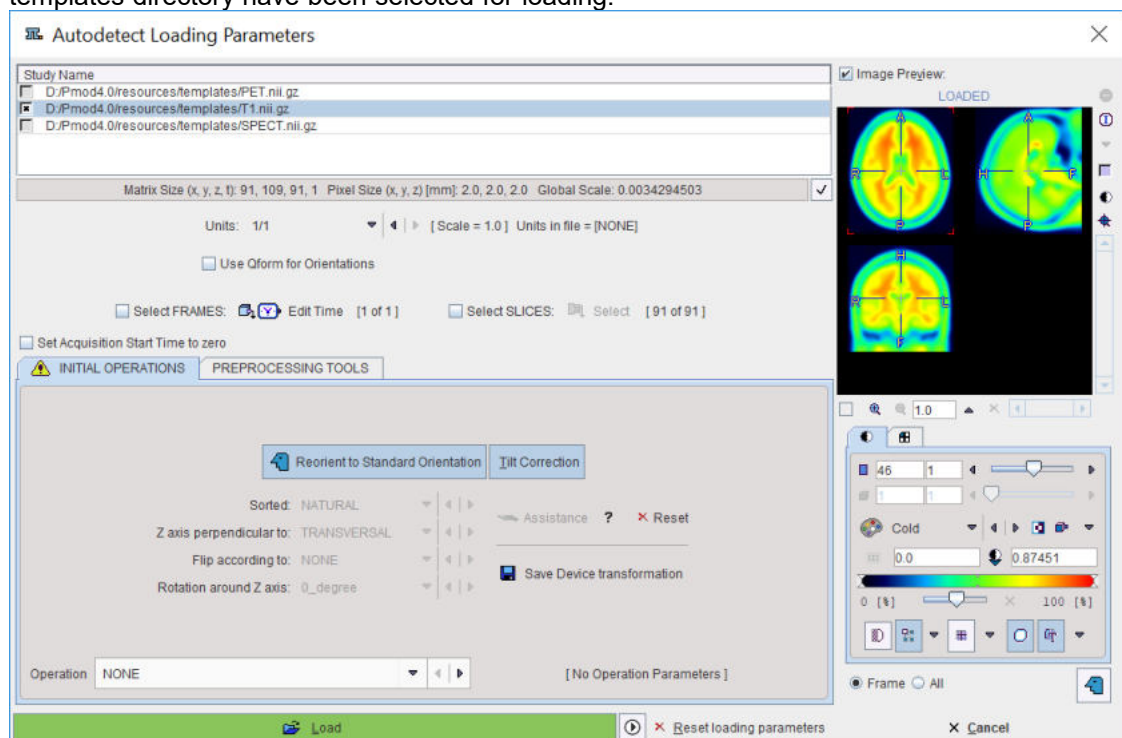 templates directory have been selected for loading.
Autodetect Loading Parameters
Study Name
D:/Pmod4.0/resources/templates/PET.nii.gz
D:/Pmod4.0/resources/templates/T1.nii.gz
D:/Pmod4.0/resources/templates/SPECT.nii.gz
Matrix Size (x, y, z, t): 91, 109, 91, 1 Pixel Size (x, y, z) [mm]: 2.0, 2.0, 2.0 Global Scale: 0.0034294503
Units: 1/1 [ Scale = 1.0 ] Units in file = [NONE]
Use Qform for Orientations
Select FRAMES: Edit Time [1 of 1] Select SLICES: Select [91 of 91]
Set Acquisition Start Time to zero
INITIAL OPERATIONS PREPROCESSING TOOLS
Reorient to Standard Orientation Tilt Correction
Sorted: NATURAL
Z axis perpendicular to: TRANSVERSAL
Flip according to: NONE
Rotation around Z axis: 0_degree
Assistance ? Reset
Save Device transformation
Operation NONE [ No Operation Parameters ]
Load Reset loading parameters Cancel
Image Preview:
LOADED
A A
R L H F
P P
H
R L
F
1.0
46 1
1 1
Cold
0.0 0.87451
0 [%] 100 [%]
Frame All